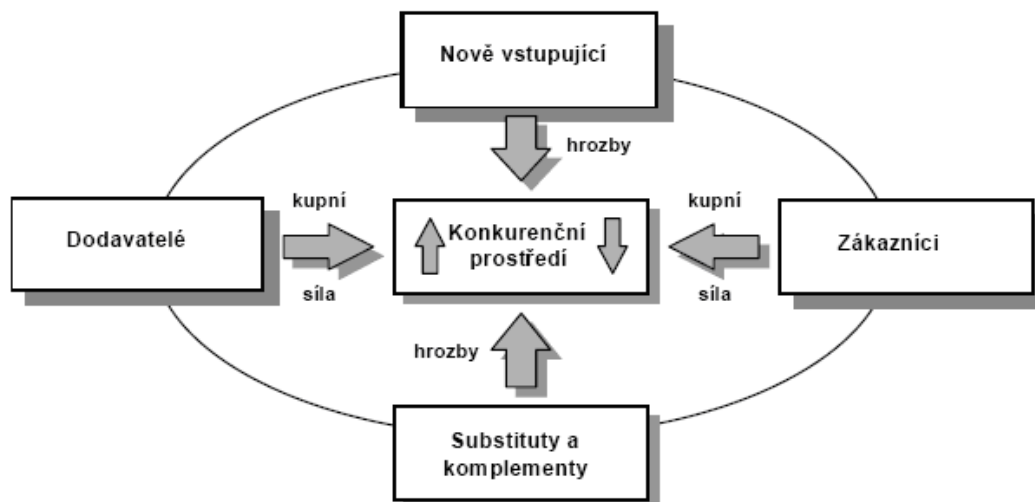 Nově vstupující
hrozby
Dodavatelé
kupní
síla
Konkurenční
prostředí
kupní
síla
Zákazníci
hrozby
Substituty a
komplementy